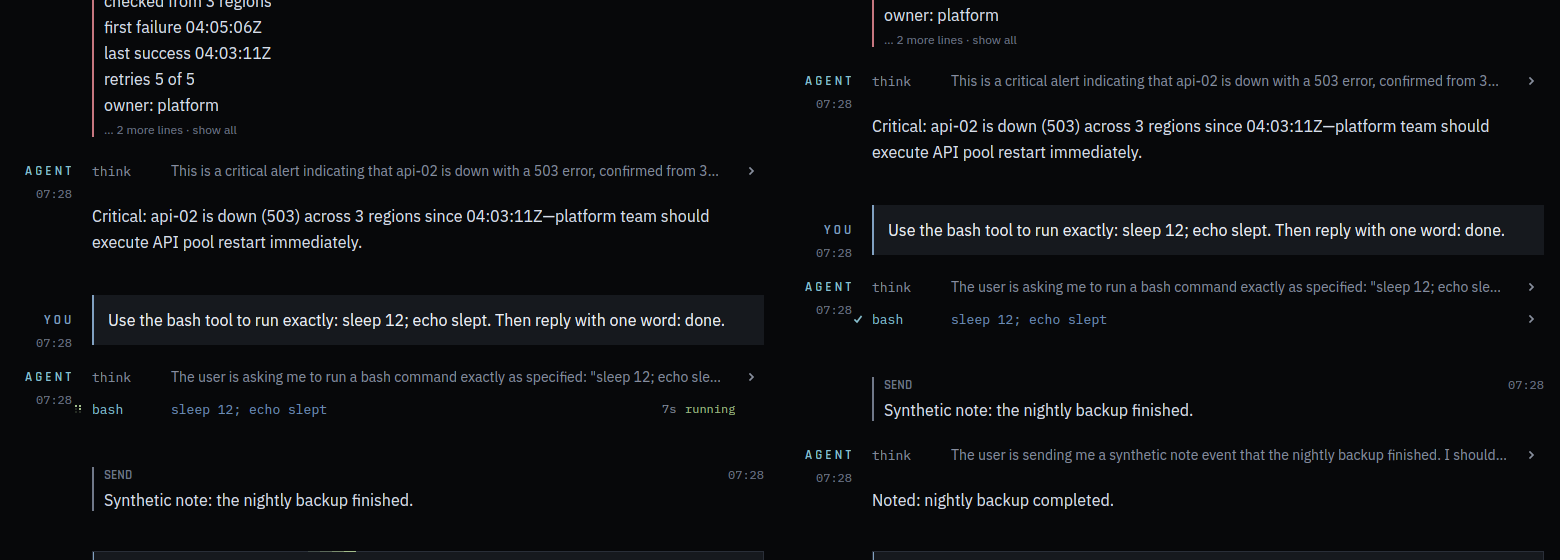 checked from 3 regions
first failure 04:05:06Z
last success 04:03:11Z
retries 5 of 5
owner: platform
... 2 more lines · show all
AGENT think This is a critical alert indicating that api-02 is down with a 503 error, confirmed from 3...
07:28
Critical: api-02 is down (503) across 3 regions since 04:03:11Z—platform team should
execute API pool restart immediately.
YOU Use the bash tool to run exactly: sleep 12; echo slept. Then reply with one word: done.
07:28
AGENT think The user is asking me to run a bash command exactly as specified: "sleep 12; echo sle...
07:28
bash sleep 12; echo slept 7s running
SEND 07:28
Synthetic note: the nightly backup finished.
owner: platform
... 2 more lines · show all
AGENT think This is a critical alert indicating that api-02 is down with a 503 error, confirmed from 3...
07:28
Critical: api-02 is down (503) across 3 regions since 04:03:11Z—platform team should
execute API pool restart immediately.
YOU Use the bash tool to run exactly: sleep 12; echo slept. Then reply with one word: done.
07:28
AGENT think The user is asking me to run a bash command exactly as specified: "sleep 12; echo sle...
07:28
bash sleep 12; echo slept
SEND 07:28
Synthetic note: the nightly backup finished.
AGENT think The user is sending me a synthetic note event that the nightly backup finished. I should...
07:28
Noted: nightly backup completed.